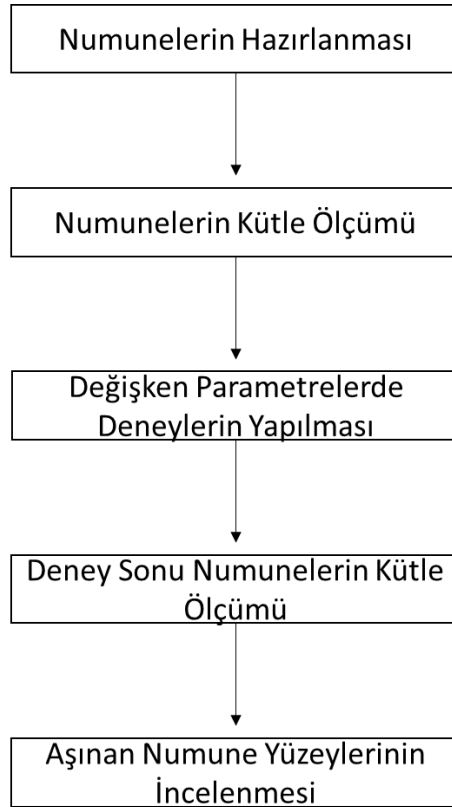 Numunelerin Hazırlanması
Numunelerin Kütle Ölçümü
Değişken Parametrelerde
Deneylerin Yapılması
Deney Sonu Numunelerin Kütle
Ölçümü
Aşınan Numune Yüzeylerinin
İncelenmesi